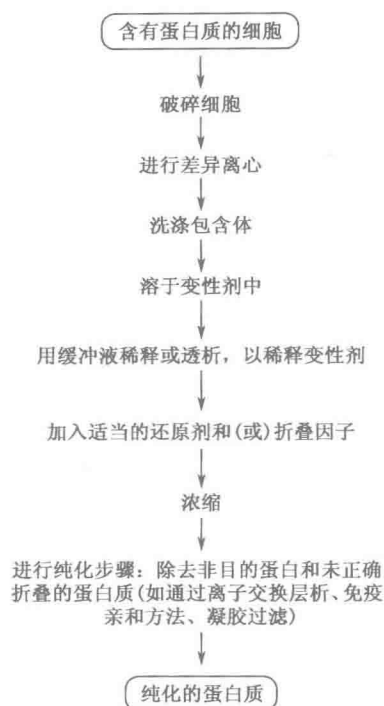 含有蛋白质的细胞
破碎细胞
进行差异离心
洗涤包含体
溶于变性剂中
用缓冲液稀释或透析，以稀释变性剂
加入适当的还原剂和(或)折叠因子
浓缩
进行纯化步骤：除去非目的蛋白和未正确
折叠的蛋白质(如通过离子交换层析、免疫
亲和方法、凝胶过滤)
纯化的蛋白质